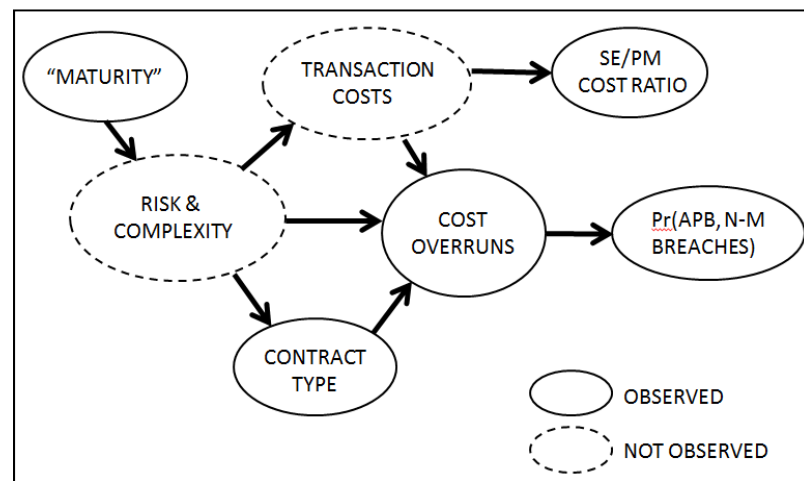 “MATURITY”
TRANSACTION
COSTS
SE/PM
COST RATIO
RISK &
COMPLEXITY
COST
OVERRUNS
Pr(APB, N-M
BREACHES)
CONTRACT
TYPE
OBSERVED
NOT OBSERVED